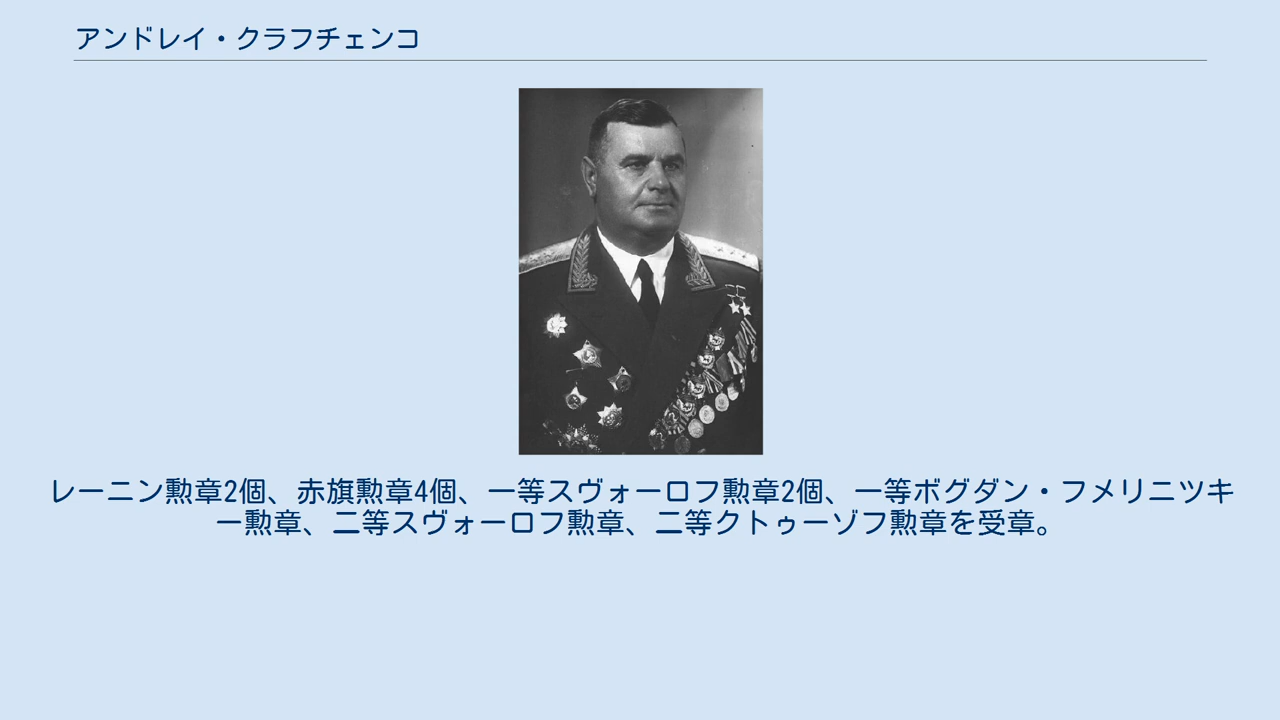 アンドレイ・クラフチェンコ
レーニン勲章2個、赤旗勲章4個、一等スヴォーロフ勲章2個、一等ボグダン・フメリニツキ
ー勲章、二等スヴォーロフ勲章、二等クトゥーゾフ勲章を受章。